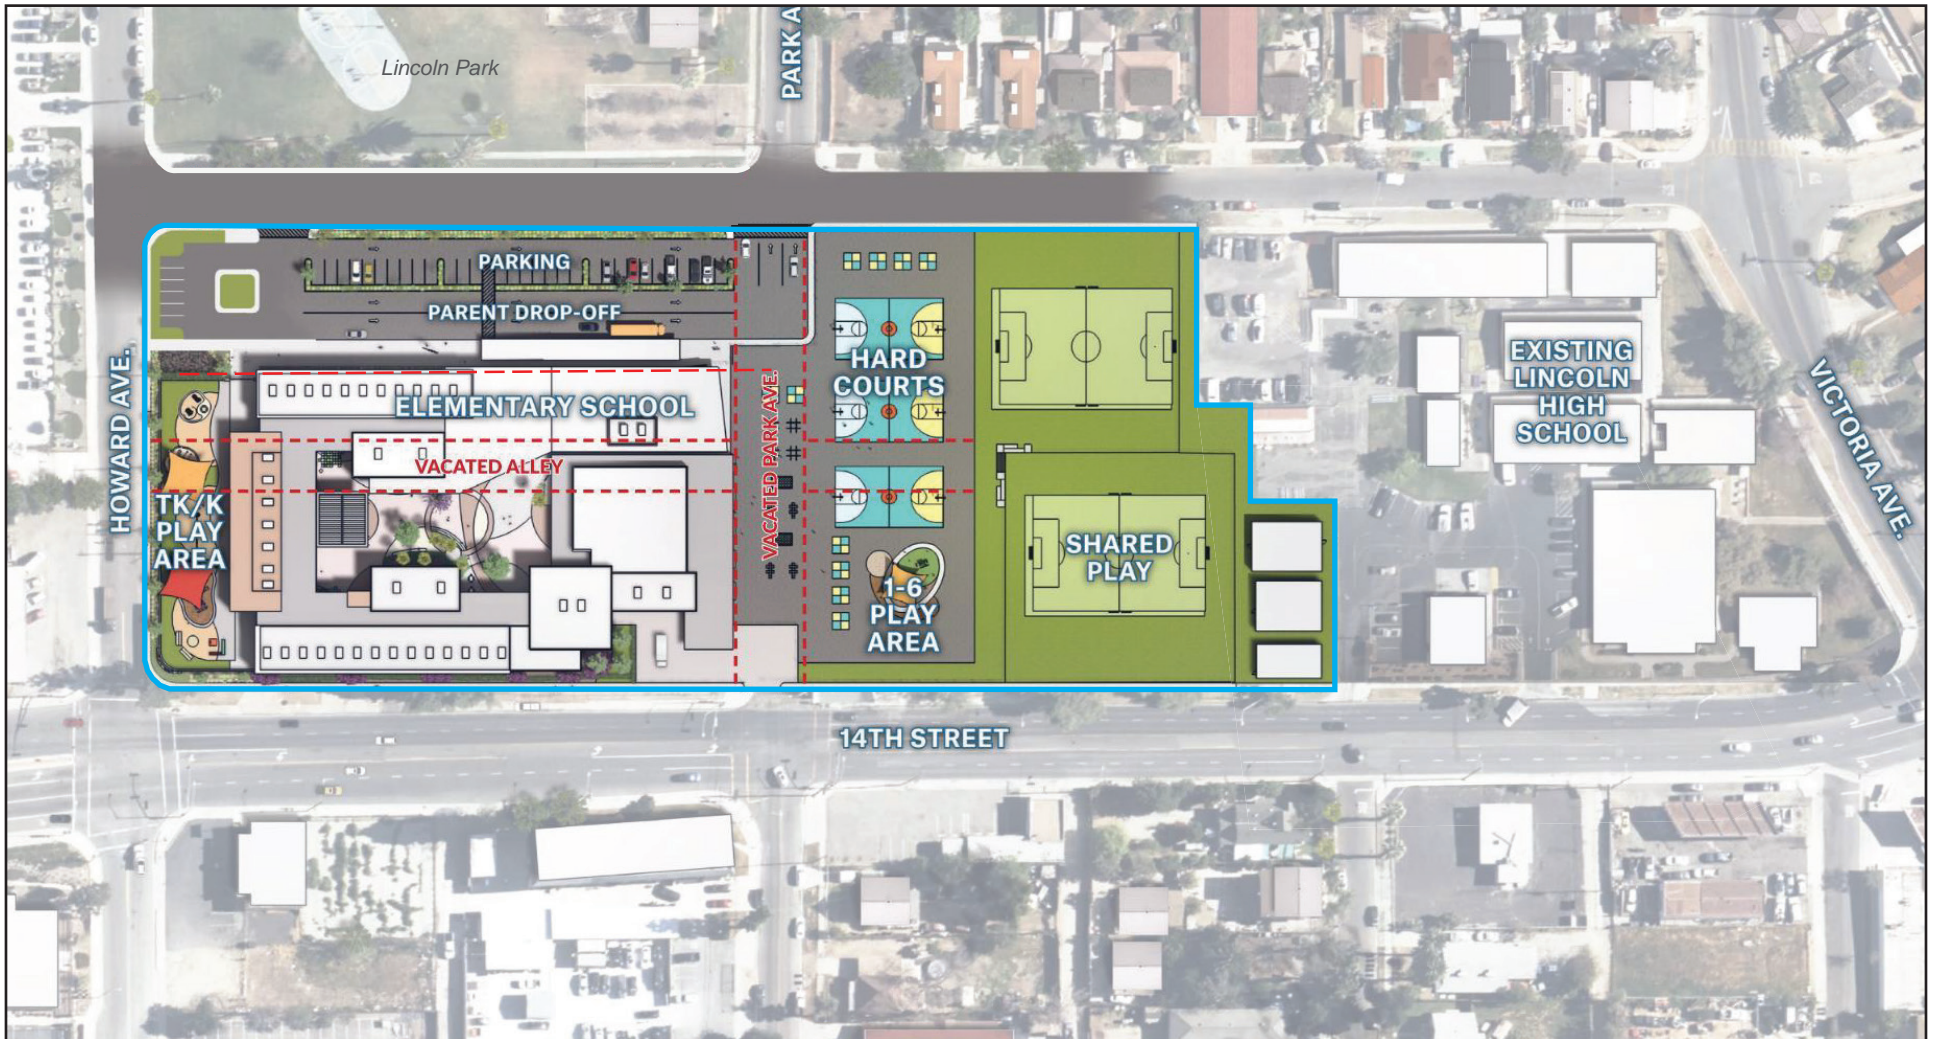 Lincoln Park
PARK A
PARKING
PARENT DROP-OFF
HARD
COURTS
ELEMENTARY SCHOOL
VACATED ALLEY
VACATED PARK AVE.
HOWARD AVE.
TK/K
PLAY
AREA
1-6
PLAY
AREA
SHARED
PLAY
EXISTING
LINCOLN
HIGH
SCHOOL
VICTORIA AVE.
14TH STREET